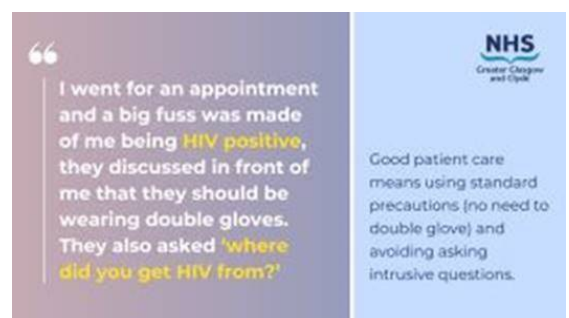 “
I went for an appointment
and a big fuss was made
of me being HIV positive,
they discussed in front of
me that they should be
wearing double gloves.
They also asked 'where
did you get HIV from?'
NHS
Greater Glasgow
and Clyde
Good patient care
means using standard
precautions (no need to
double glove) and
avoiding asking
intrusive questions.